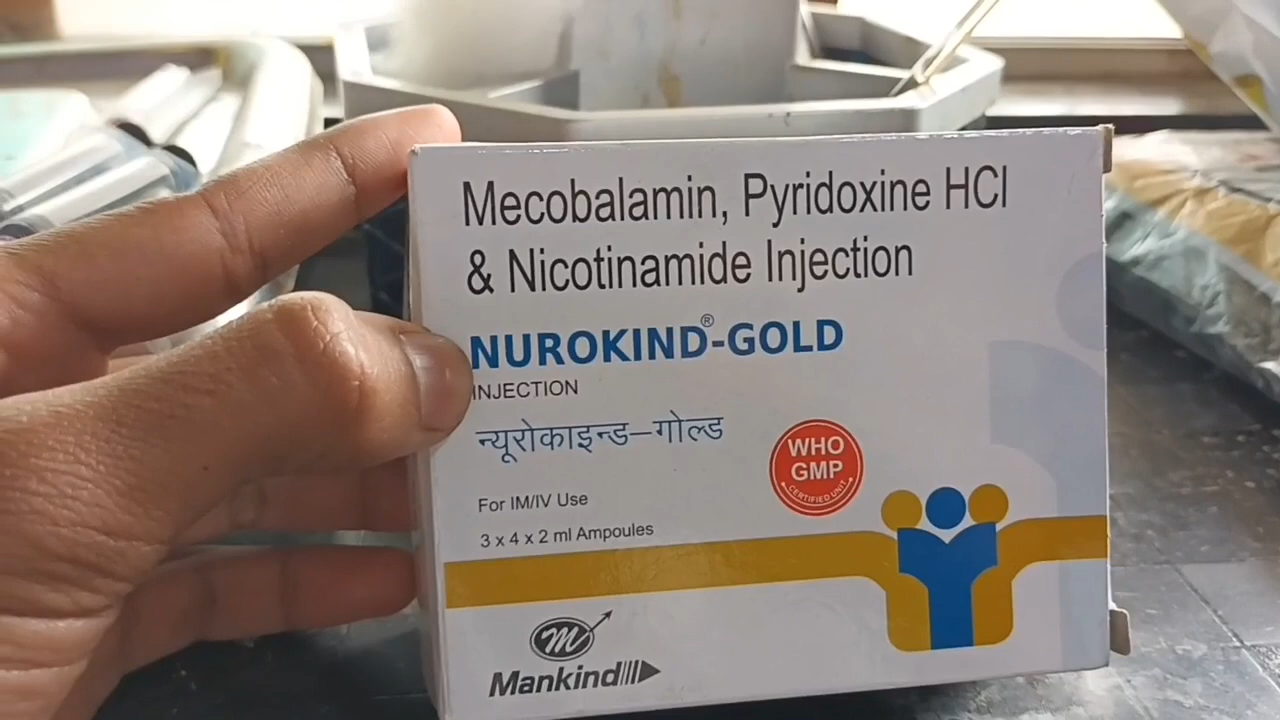 Mecobalamin, Pyridoxine HCl
& Nicotinamide Injection
NUROKIND®-GOLD
INJECTION
न्यूरोकाइन्ड–गोल्ड
WHO
GMP
CERTIFIED UNIT
For IM/IV Use
3 x 4 x 2 ml Ampoules
m
Mankind